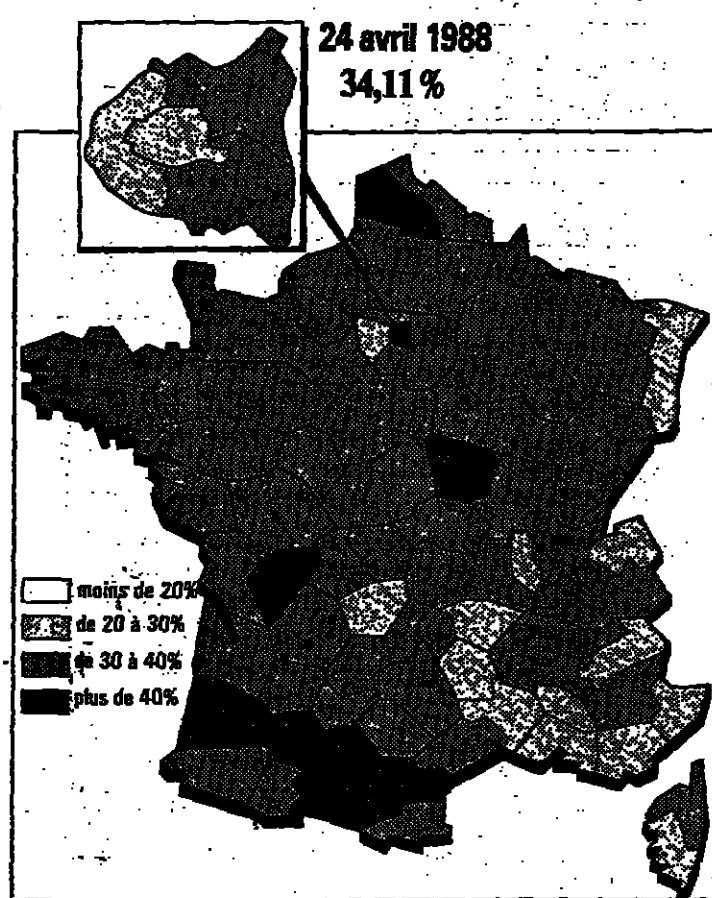 24 avril 1988
34,11 %
moins de 20%
de 20 à 30%
de 30 à 40%
plus de 40%